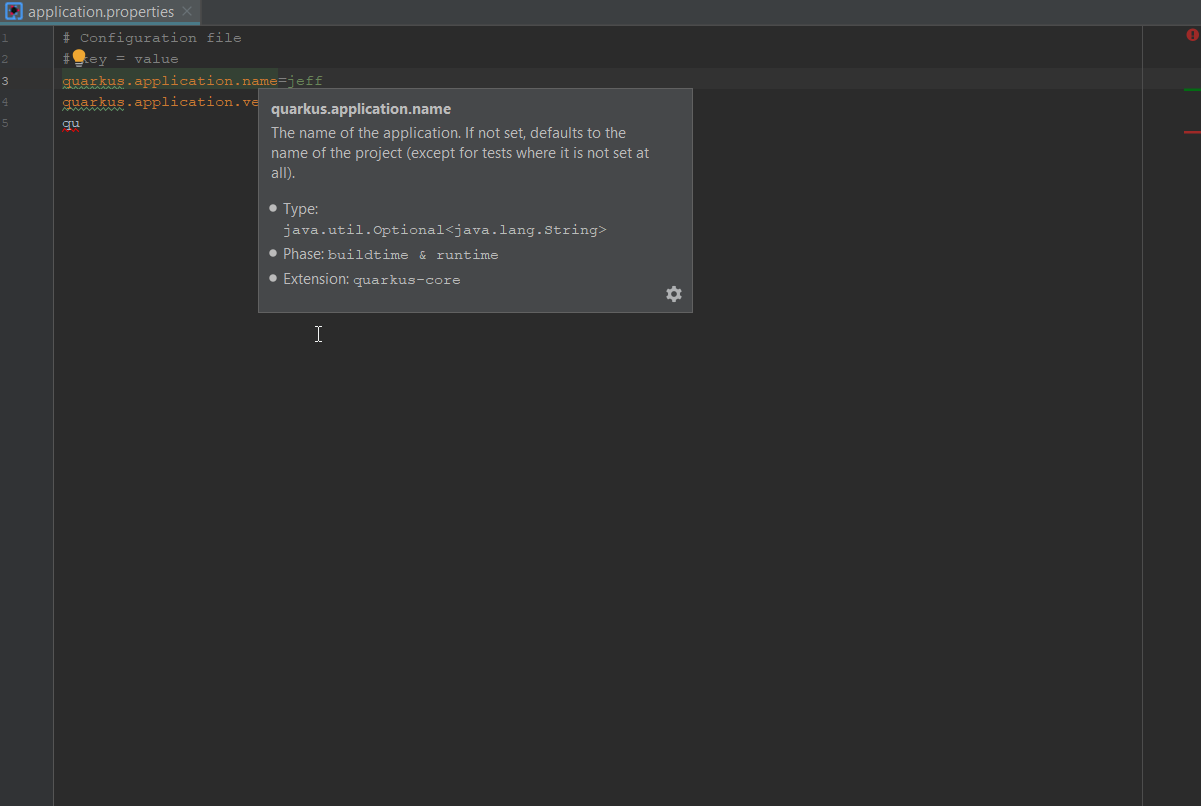 application.properties
1 # Configuration file
2 # key = value
3 quarkus.application.name=jeff
4 quarkus.application.ve
5 qu
quarkus.application.name
The name of the application. If not set, defaults to the
name of the project (except for tests where it is not set at
all).
Type:
java.util.Optional<java.lang.String>
Phase: buildtime & runtime
Extension: quarkus-core